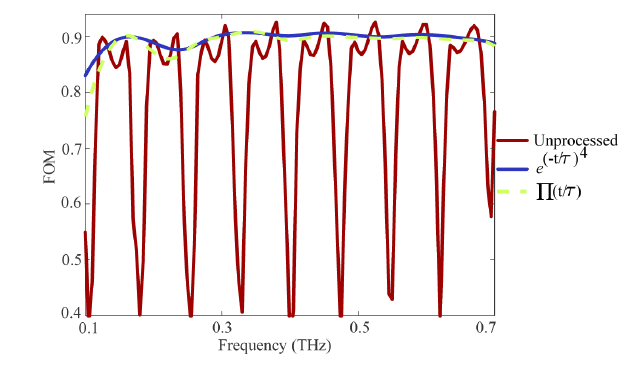 0.9
0.8
0.7
0.6
0.5
0.4
FOM
0.1 0.3 0.5 0.7
Frequency (THz)
Unprocessed
e(-t/τ)4
∏(t/τ)